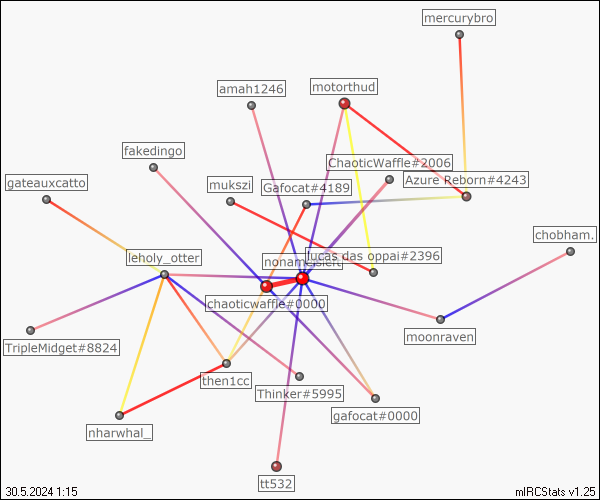 mercurybro
amah1246
motorthud
fakedingo
ChaoticWaffle#2006
gateauxcatto
mukszi
Gafocat#4189
Azure Reborn#4243
chobham.
leholy_otter
lucas das oppai#2396
chaoticwaffle#0000
TripleMidget#8824
moonraven
then1cc
Thinker#5995
gafocat#0000
nharwhal_
tt532
30.5.2024 1:15
mIRCStats v1.25